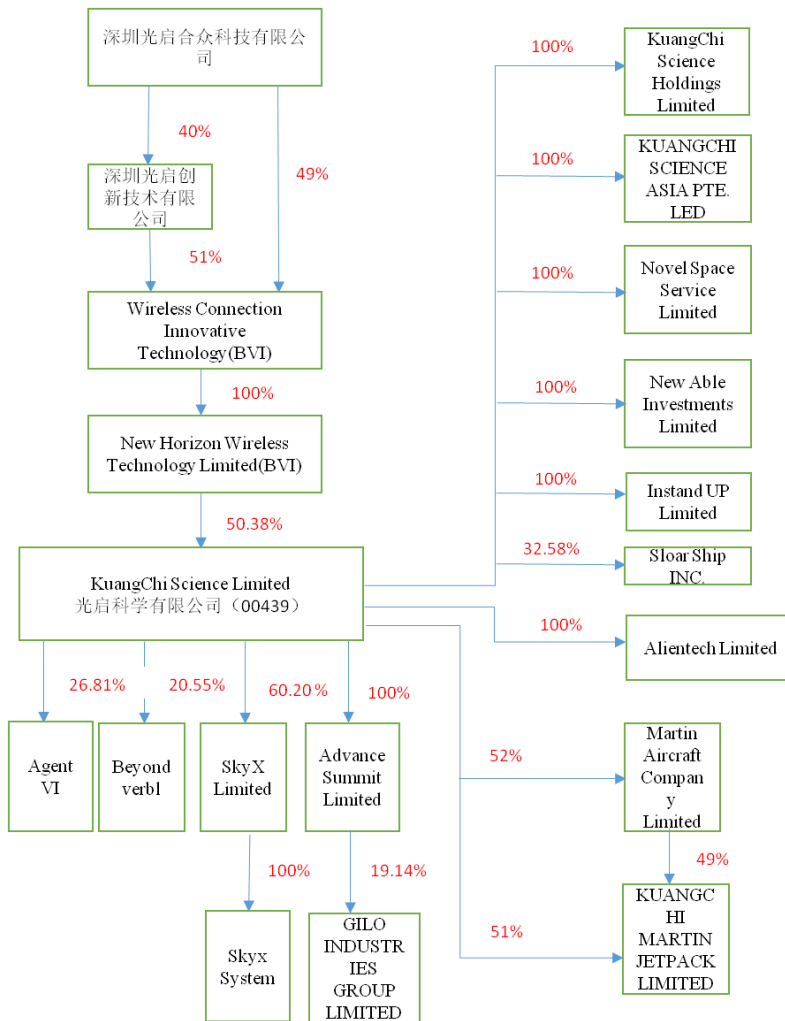 深圳光启合众科技有限公
司
40%
49%
深圳光启创
新技术有限
公司
51%
Wireless Connection
Innovative
Technology(BVI)
100%
New Horizon Wireless
Technology Limited(BVI)
50.38%
KuangChi Science Limited
光启科学有限公司（00439）
26.81%
20.55%
60.20%
100%
Agent
VI
Beyond
verbl
SkyX
Limited
Advance
Summit
Limited
100%
19.14%
Skyx
System
GILO
INDUSTR
IES
GROUP
LIMITED
100%
KuangChi
Science
Holdings
Limited
100%
KUANGCHI
SCIENCE
ASIA PTE.
LED
100%
Novel Space
Service
Limited
100%
New Able
Investments
Limited
100%
Instand UP
Limited
32.58%
Sloar Ship
INC.
100%
Alientech Limited
52%
Martin
Aircraft
Compan
y
Limited
49%
51%
KUANGC
HI
MARTIN
JETPACK
LIMITED